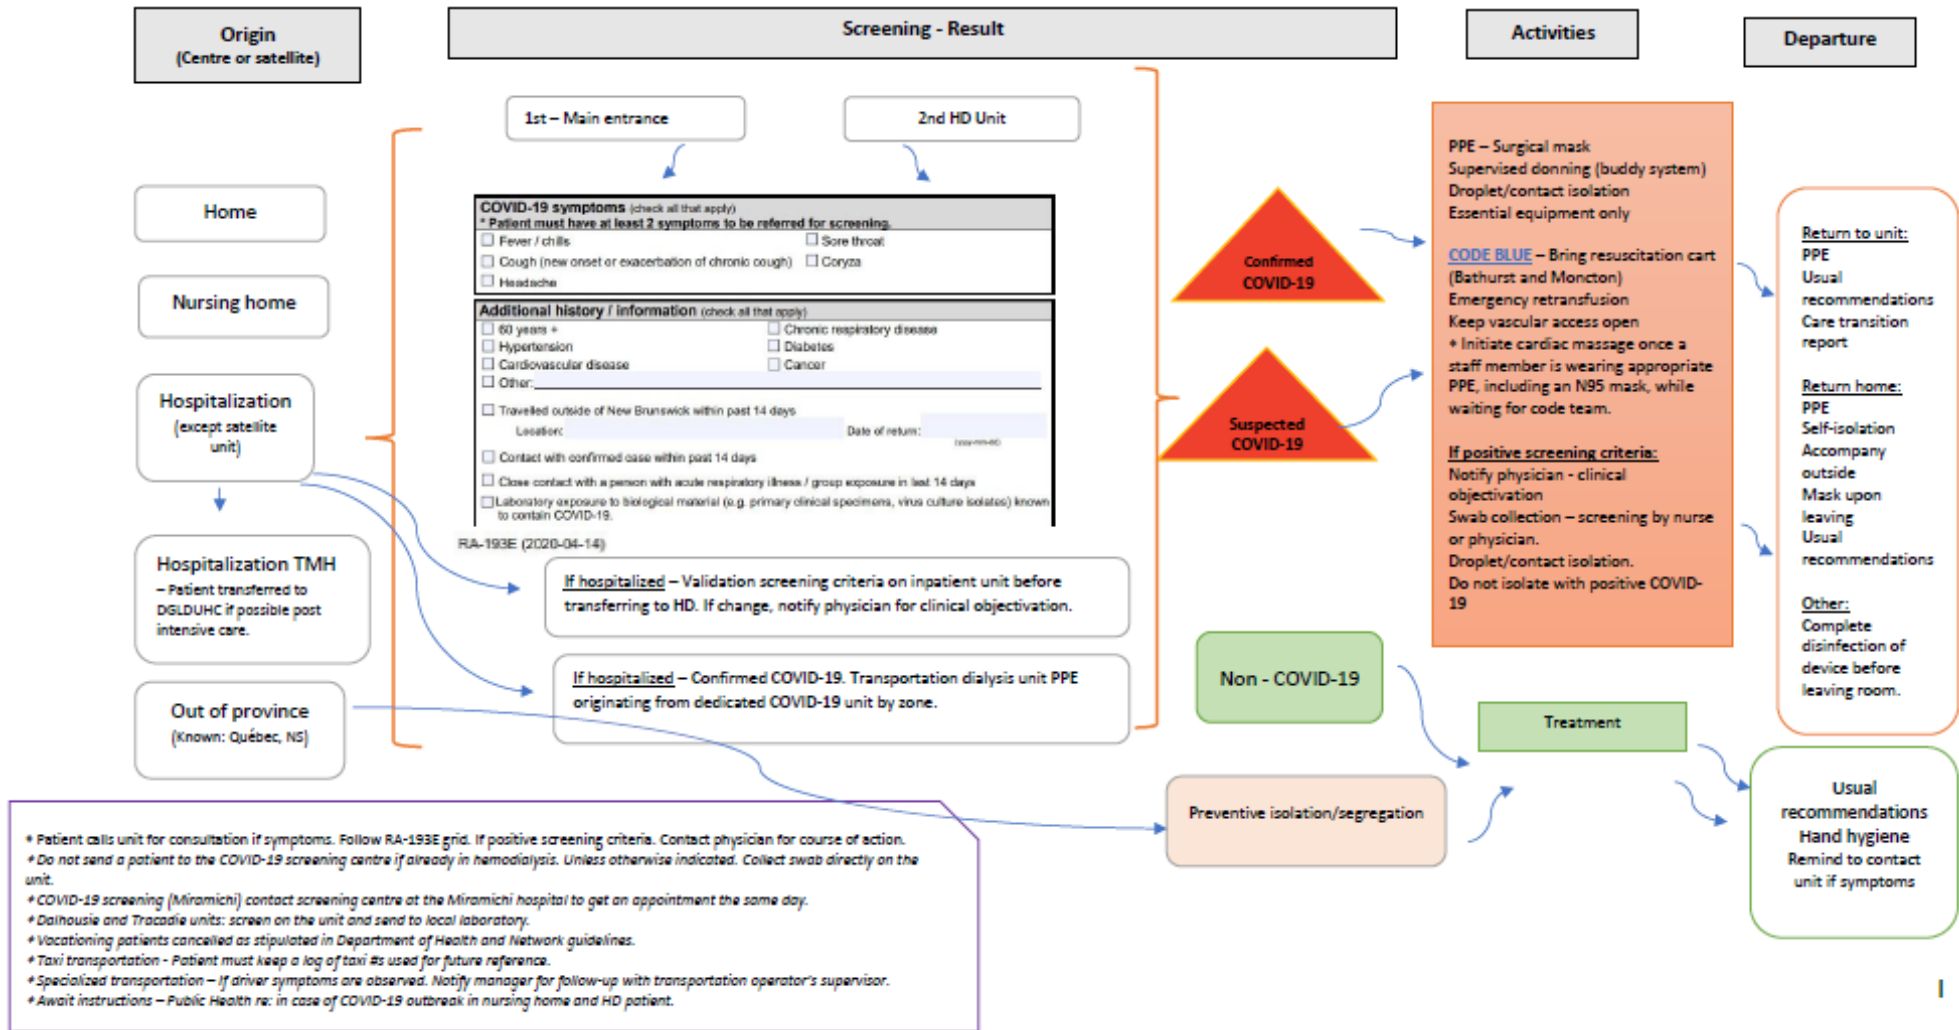 Origin
(Centre or satellite)
Screening - Result
Activities
Departure
Home
Nursing home
Hospitalization
(except satellite
unit)
Hospitalization TMH
– Patient transferred to
DGLDUHC if possible post
intensive care.
Out of province
(Known: Québec, NS)
1st – Main entrance
2nd HD Unit
COVID-19 symptoms (check all that apply)
* Patient must have at least 2 symptoms to be referred for screening.
Fever / chills
Sore throat
Cough (new onset or exacerbation of chronic cough)
Coryza
Headache
Additional history / information (check all that apply)
60 years +
Chronic respiratory disease
Hypertension
Diabetes
Cardiovascular disease
Cancer
Other:
Travelled outside of New Brunswick within past 14 days
Location:
Date of return:
Contact with confirmed case within past 14 days
Close contact with a person with acute respiratory illness / group exposure in last 14 days
Laboratory exposure to biological material (e.g. primary clinical specimens, virus culture isolates) known
to contain COVID-19.
RA-193E (2020-04-14)
If hospitalized – Validation screening criteria on inpatient unit before
transferring to HD. If change, notify physician for clinical objectivation.
If hospitalized – Confirmed COVID-19. Transportation dialysis unit PPE
originating from dedicated COVID-19 unit by zone.
Confirmed
COVID-19
Suspected
COVID-19
Non - COVID-19
Preventive isolation/segregation
PPE – Surgical mask
Supervised donning (buddy system)
Droplet/contact isolation
Essential equipment only
CODE BLUE – Bring resuscitation cart
(Bathurst and Moncton)
Emergency retransfusion
Keep vascular access open
* Initiate cardiac massage once a
staff member is wearing appropriate
PPE, including an N95 mask, while
waiting for code team.
If positive screening criteria:
Notify physician - clinical
objectivation
Swab collection – screening by nurse
or physician.
Droplet/contact isolation.
Do not isolate with positive COVID-
19
Treatment
Return to unit:
PPE
Usual
recommendations
Care transition
report
Return home:
PPE
Self-isolation
Accompany
outside
Mask upon
leaving
Usual
recommendations
Other:
Complete
disinfection of
device before
leaving room.
Usual
recommendations
Hand hygiene
Remind to contact
unit if symptoms
* Patient calls unit for consultation if symptoms. Follow RA-193E grid. If positive screening criteria. Contact physician for course of action.
* Do not send a patient to the COVID-19 screening centre if already in hemodialysis. Unless otherwise indicated. Collect swab directly on the
unit.
* COVID-19 screening (Miramichi) contact screening centre at the Miramichi hospital to get an appointment the same day.
* Dalhousie and Tracadie units: screen on the unit and send to local laboratory.
* Vacationing patients cancelled as stipulated in Department of Health and Network guidelines.
* Taxi transportation - Patient must keep a log of taxi #s used for future reference.
* Specialized transportation – If driver symptoms are observed. Notify manager for follow-up with transportation operator's supervisor.
* Await instructions – Public Health re: in case of COVID-19 outbreak in nursing home and HD patient.